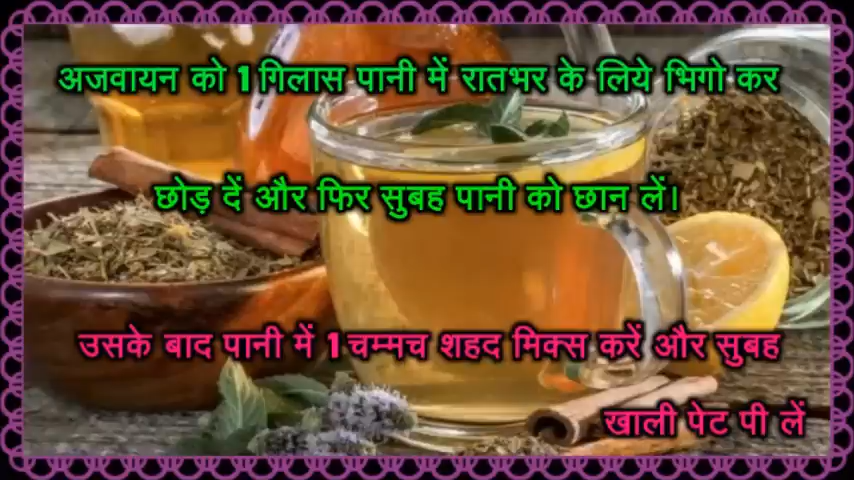 अजवायन को 1 गिलास पानी में रातभर के लिये भिगो कर
छोड़ दें और फिर सुबह पानी को छान लें।
उसके बाद पानी में 1 चम्मच शहद मिक्स करें और सुबह
खाली पेट पी लें